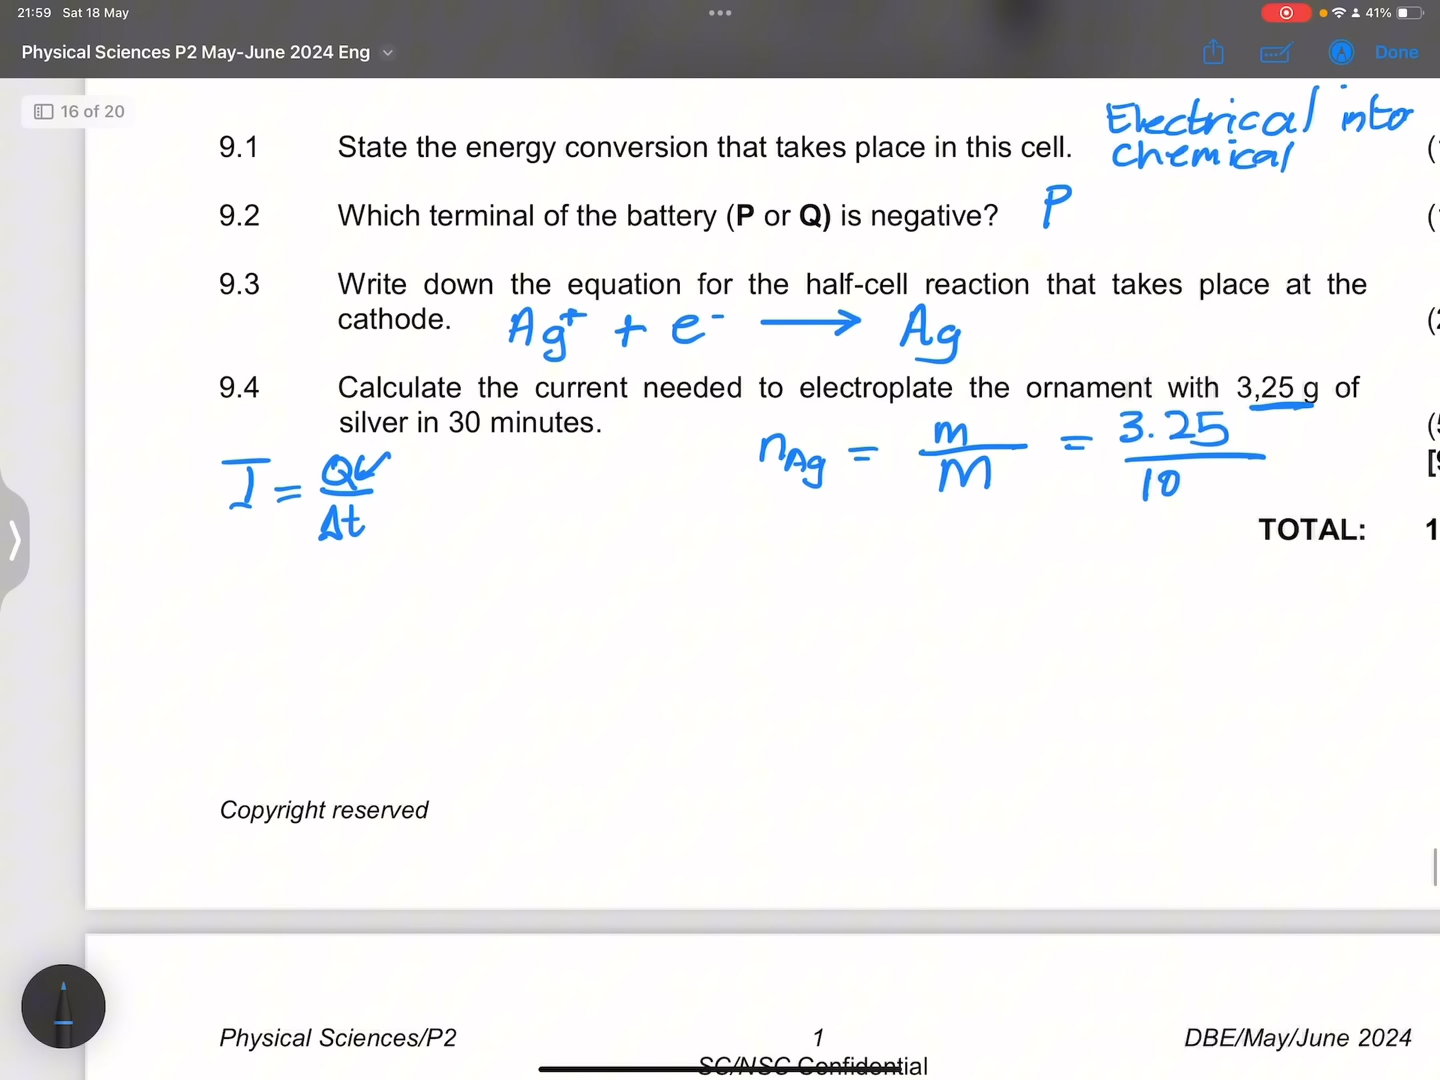 21:59 Sat 18 May
41%
Physical Sciences P2 May-June 2024 Eng
Done
16 of 20
9.1 State the energy conversion that takes place in this cell. Electrical into
chemical
9.2 Which terminal of the battery (P or Q) is negative? P
9.3 Write down the equation for the half-cell reaction that takes place at the
cathode. Ag⁺ + e⁻ ⟶ Ag
9.4 Calculate the current needed to electroplate the ornament with 3,25 g of
silver in 30 minutes.
I = Q/Δt
nAg = m/M = 3.25/10
TOTAL: 1
Copyright reserved
Physical Sciences/P2 1 DBE/May/June 2024
SC/NSC Confidential